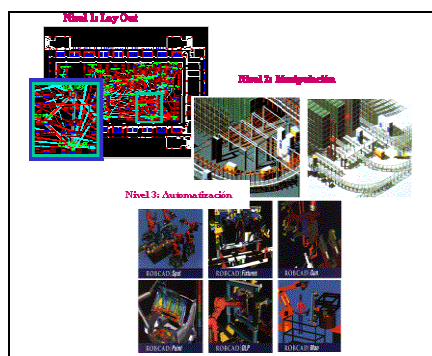 Nivel 1: Lay Out
Nivel 2: Manipulación
Nivel 3: Automatización
ROBCAD/Spot
ROBCAD/Fixtures
ROBCAD/Gun
ROBCAD/Paint
ROBCAD/OLP
ROBCAD/Man